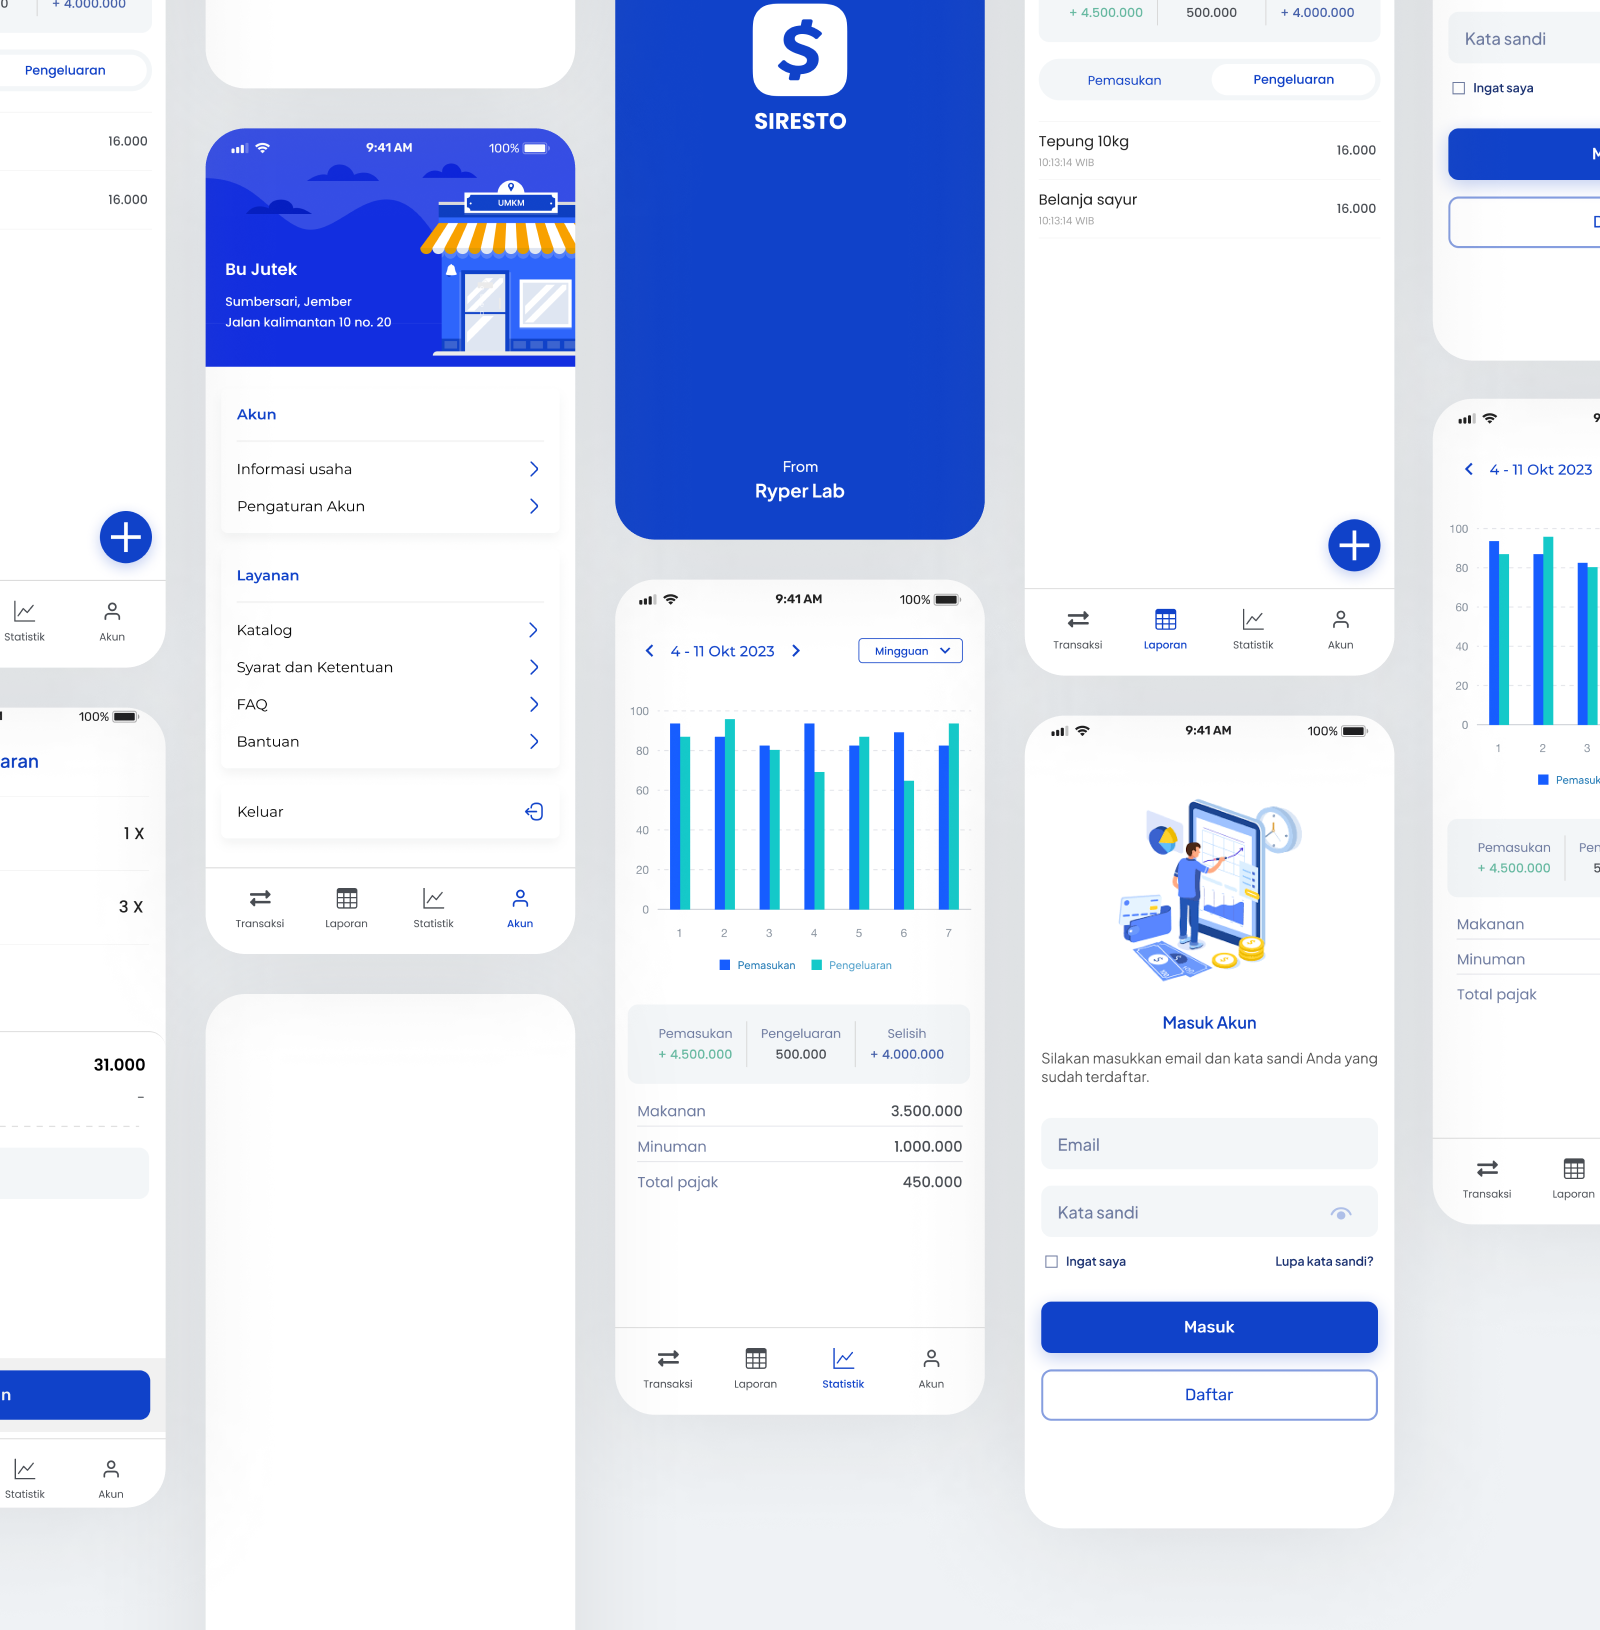 + 4.000.000
Pengeluaran
16.000
16.000
Statistik
Akun
100%
aran
1 X
3 X
31.000
-
n
Statistik
Akun
9:41 AM
100%
UMKM
Bu Jutek
Sumbersari, Jember
Jalan kalimantan 10 no. 20
Akun
Informasi usaha
Pengaturan Akun
Layanan
Katalog
Syarat dan Ketentuan
FAQ
Bantuan
Keluar
Transaksi
Laporan
Statistik
Akun
$
SIRESTO
From
Ryper Lab
9:41 AM
100%
4 - 11 Okt 2023
Mingguan
100
80
60
40
20
0
1 2 3 4 5 6 7
Pemasukan Pengeluaran
Pemasukan Pengeluaran Selisih
+ 4.500.000 500.000 + 4.000.000
Makanan 3.500.000
Minuman 1.000.000
Total pajak 450.000
Transaksi
Laporan
Statistik
Akun
+ 4.500.000 500.000 + 4.000.000
Pemasukan Pengeluaran
Tepung 10kg
10:13:14 WIB
16.000
Belanja sayur
10:13:14 WIB
16.000
Transaksi
Laporan
Statistik
Akun
9:41 AM
100%
Masuk Akun
Silakan masukkan email dan kata sandi Anda yang
sudah terdaftar.
Email
Kata sandi
Ingat saya Lupa kata sandi?
Masuk
Daftar
Kata sandi
Ingat saya
M
D
9
4 - 11 Okt 2023
100
80
60
40
20
0
1 2 3
Pemasuk
Pemasukan Pen
+ 4.500.000 5
Makanan
Minuman
Total pajak
Transaksi
Laporan